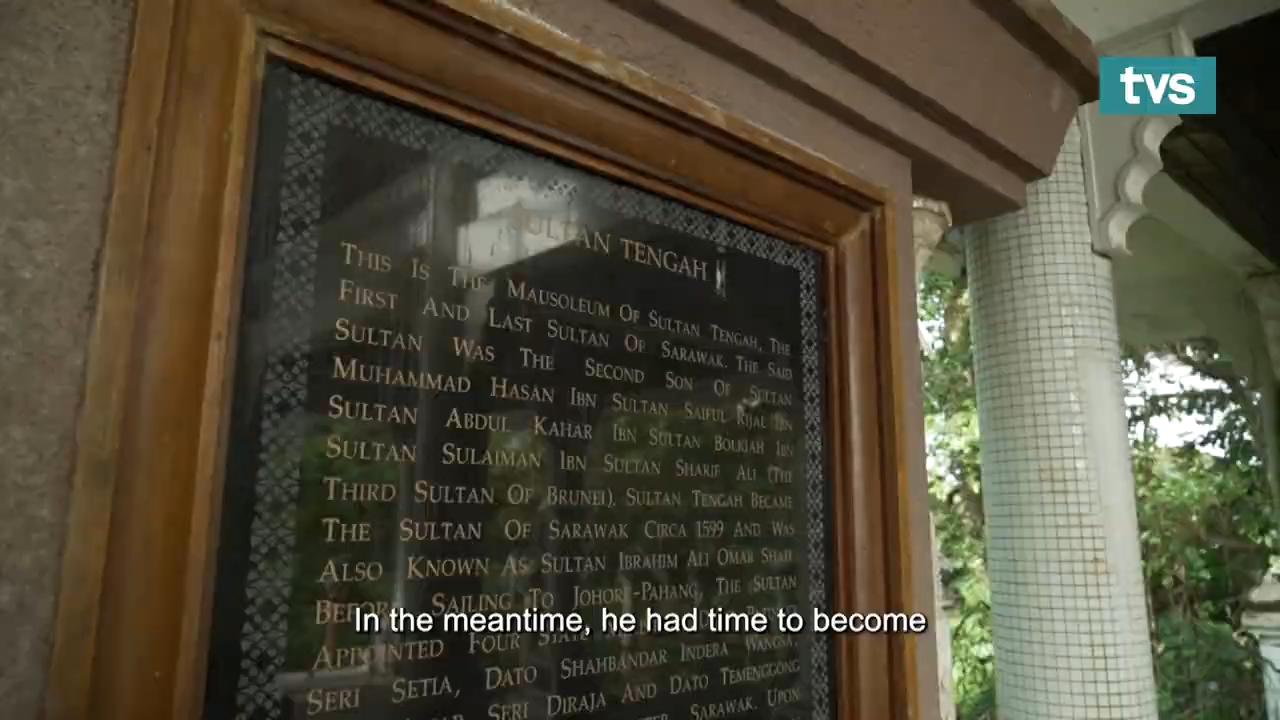 tvs
SULTAN TENGAH
THIS IS THE MAUSOLEUM OF SULTAN TENGAH, THE
FIRST AND LAST SULTAN OF SARAWAK. THE SAID
SULTAN WAS THE SECOND SON OF SULTAN
MUHAMMAD HASAN IBN SULTAN SAIFUL RIJAL IBN
SULTAN ABDUL KAHAR IBN SULTAN BOLKIAH IBN
SULTAN SULAIMAN IBN SULTAN SHARIF ALI (THE
THIRD SULTAN OF BRUNEI). SULTAN TENGAH BECAME
THE SULTAN OF SARAWAK CIRCA 1599 AND WAS
ALSO KNOWN AS SULTAN IBRAHIM ALI OMAR SHAH
BEFORE SAILING TO JOHOR-PAHANG, THE SULTAN
APPOINTED FOUR STATE
SERI SETIA, DATO SHAHBANDAR INDERA WANGSA,
SERI DIRAJA AND DATO TEMENGGONG
SARAWAK. UPON
In the meantime, he had time to become